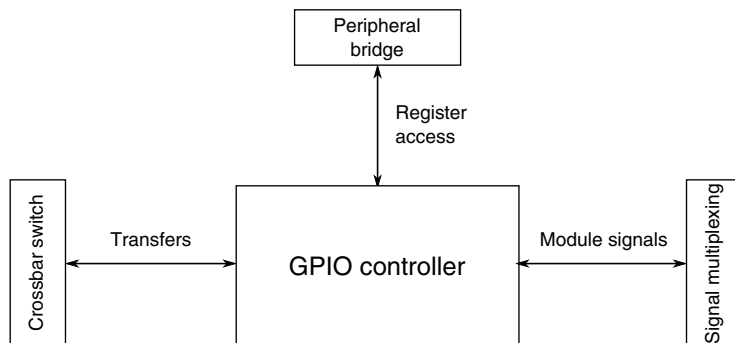 Peripheral
bridge
Register
access
Crossbar switch
Transfers
GPIO controller
Module signals
Signal multiplexing